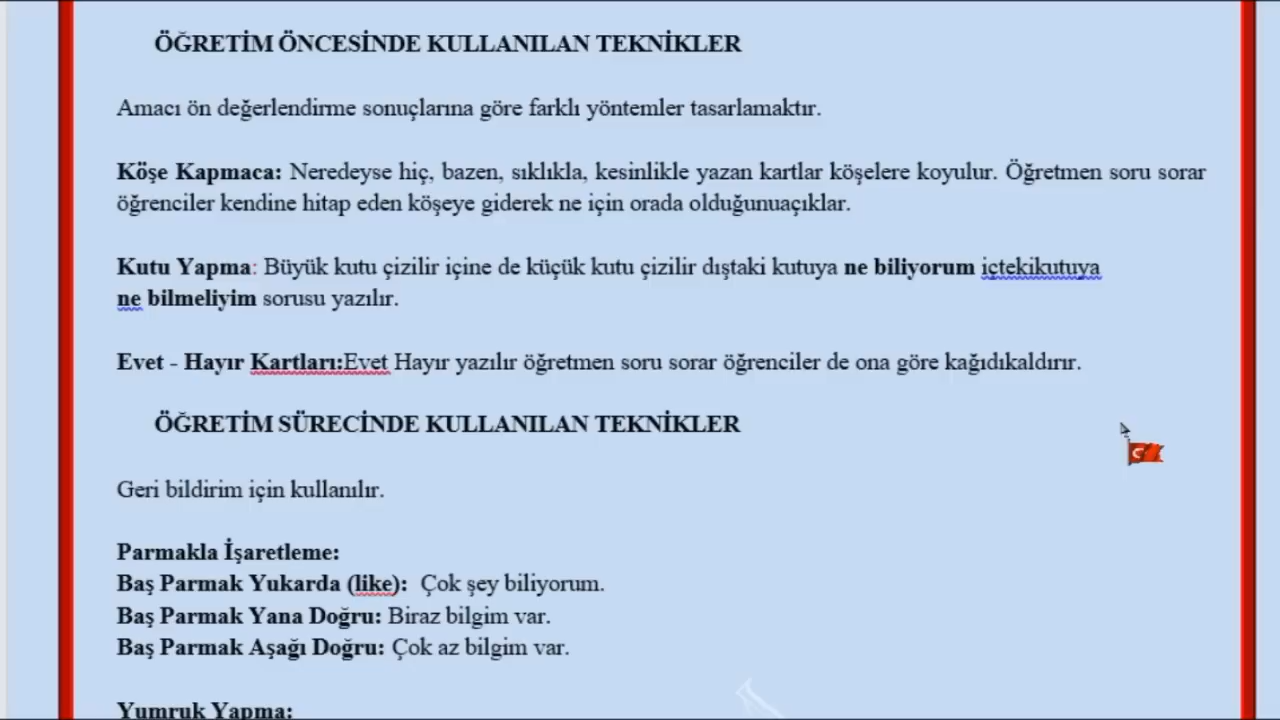 ÖĞRETİM ÖNCESİNDE KULLANILAN TEKNİKLER
Amacı ön değerlendirme sonuçlarına göre farklı yöntemler tasarlamaktır.
Köşe Kapmaca: Neredeyse hiç, bazen, sıklıkla, kesinlikle yazan kartlar köşelere koyulur. Öğretmen soru sorar
öğrenciler kendine hitap eden köşeye giderek ne için orada olduğunuaçıklar.
Kutu Yapma: Büyük kutu çizilir içine de küçük kutu çizilir dıştaki kutuya ne biliyorum içtekikutuya
ne bilmeliyim sorusu yazılır.
Evet - Hayır Kartları:Evet Hayır yazılır öğretmen soru sorar öğrenciler de ona göre kağıdıkaldırır.
ÖĞRETİM SÜRECİNDE KULLANILAN TEKNİKLER
Geri bildirim için kullanılır.
Parmakla İşaretleme:
Baş Parmak Yukarda (like): Çok şey biliyorum.
Baş Parmak Yana Doğru: Biraz bilgim var.
Baş Parmak Aşağı Doğru: Çok az bilgim var.
Yumruk Yapma: